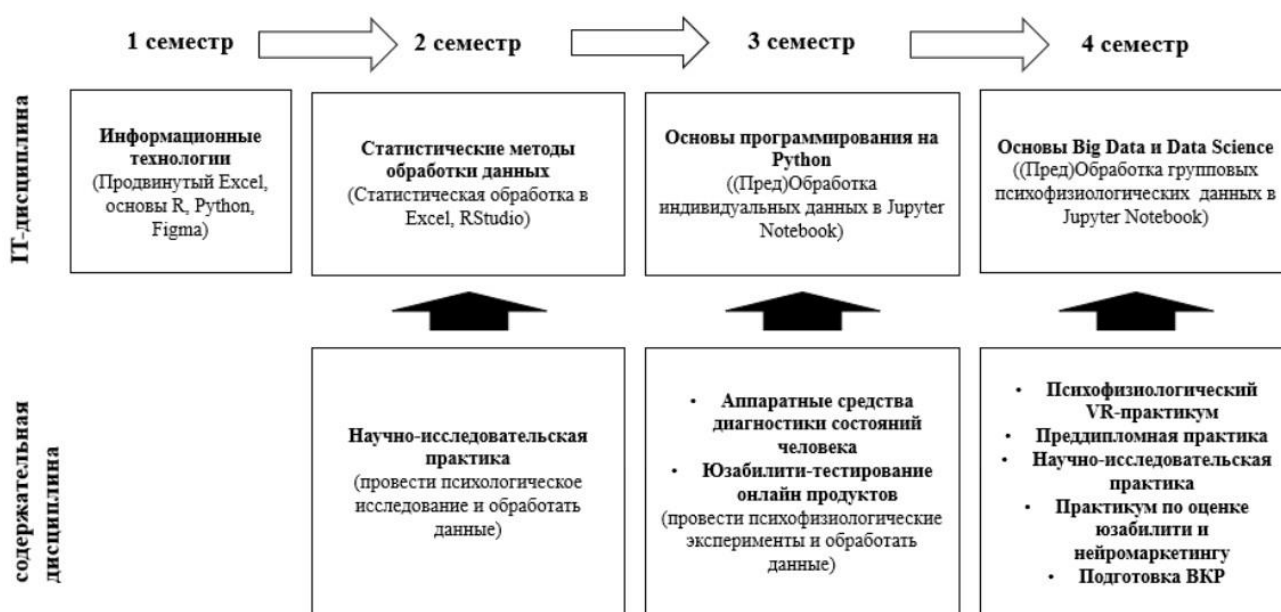 1 семестр
2 семестр
3 семестр
4 семестр
IT-дисциплина
Информационные
технологии
(Продвинутый Excel,
основы R, Python,
Figma)
Статистические методы
обработки данных
(Статистическая обработка в
Excel, RStudio)
Основы программирования на
Python
((Пред)Обработка
индивидуальных данных в Jupyter
Notebook)
Основы Big Data и Data Science
((Пред)Обработка групповых
психофизиологических данных в
Jupyter Notebook)
содержательная
дисциплина
Научно-исследовательская
практика
(провести психологическое
исследование и обработать
данные)
• Аппаратные средства
диагностики состояний
человека
• Юзабилити-тестирование
онлайн продуктов
(провести психофизиологические
эксперименты и обработать
данные)
• Психофизиологический
VR-практикум
• Преддипломная практика
• Научно-исследовательская
практика
• Практикум по оценке
юзабилити и
нейромаркетингу
• Подготовка ВКР